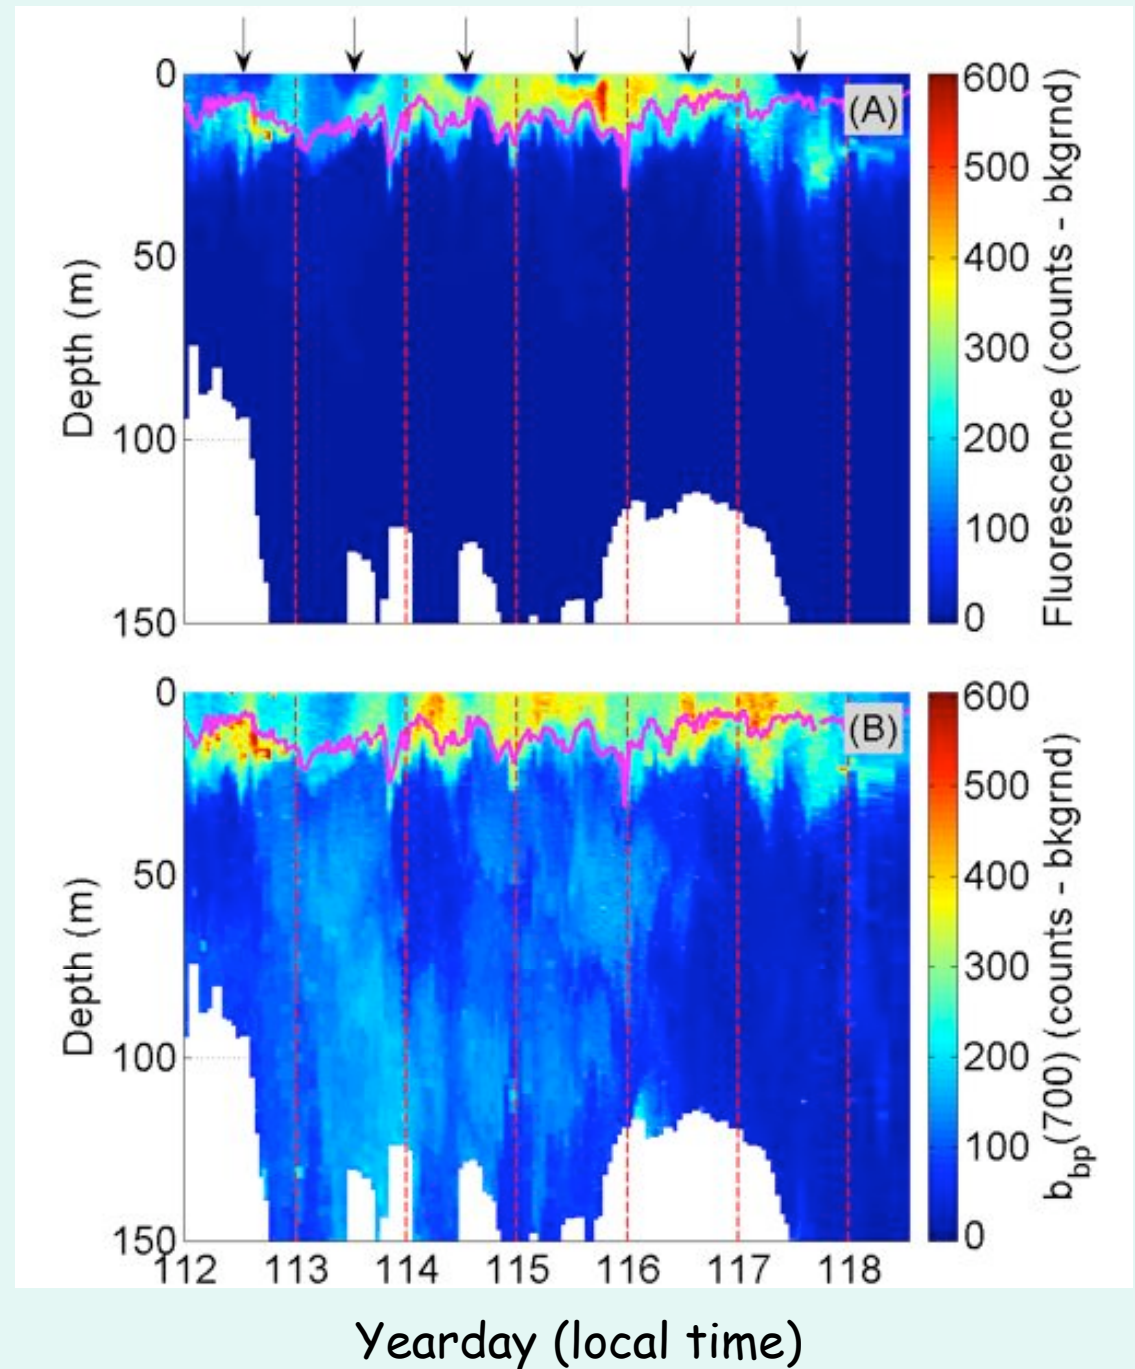 0
50
100
150
Depth (m)
(A)
600
500
400
300
200
100
0
Fluorescence (counts - bkgrnd)
0
50
100
150
Depth (m)
(B)
600
500
400
300
200
100
0
b_bp(700) (counts - bkgrnd)
112 113 114 115 116 117 118
Yearday (local time)